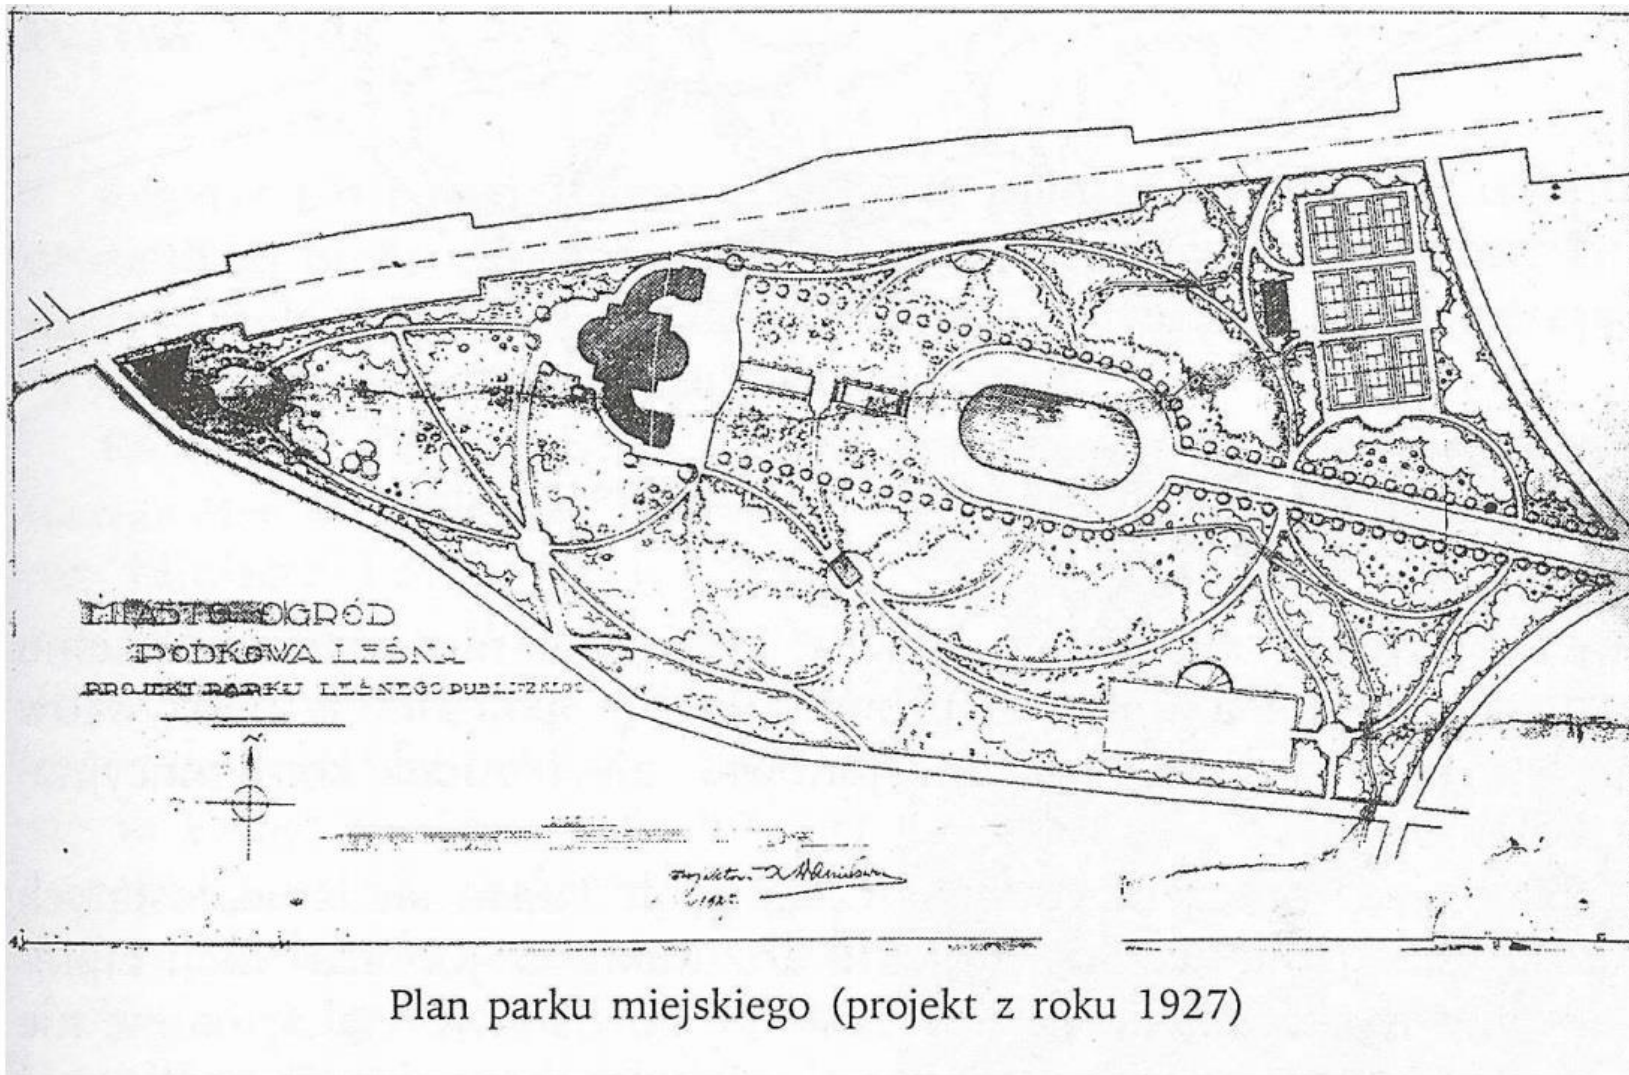 MIASTO OGRÓD
PODKOWA LEŚNA
PROJEKT PARKU LEŚNEGO PUBLICZNEGO
N
Plan parku miejskiego (projekt z roku 1927)